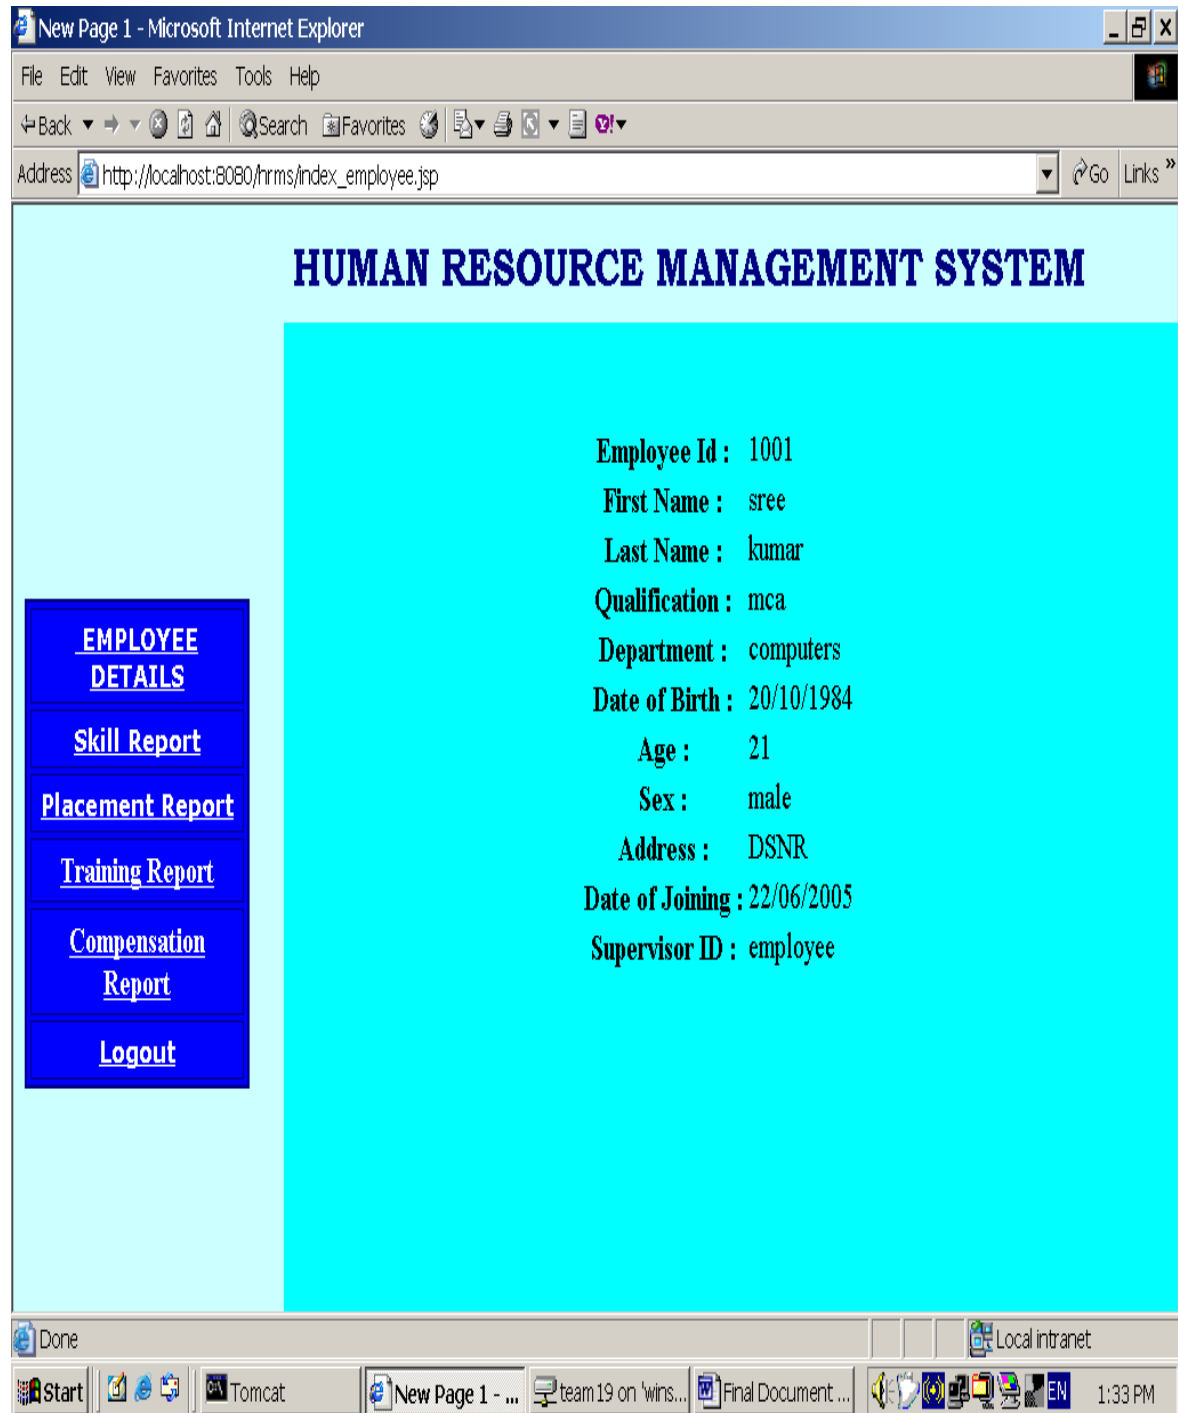 New Page 1 - Microsoft Internet Explorer
File Edit View Favorites Tools Help
Back Search Favorites
Address http://localhost:8080/hrms/index_employee.jsp Go Links »
HUMAN RESOURCE MANAGEMENT SYSTEM
Employee Id : 1001
First Name : sree
Last Name : kumar
Qualification : mca
Department : computers
Date of Birth : 20/10/1984
Age : 21
Sex : male
Address : DSNR
Date of Joining : 22/06/2005
Supervisor ID : employee
EMPLOYEE
DETAILS
Skill Report
Placement Report
Training Report
Compensation
Report
Logout
Done Local intranet
Start Tomcat New Page 1 - ... team19 on 'wins... Final Document ... EN 1:33 PM